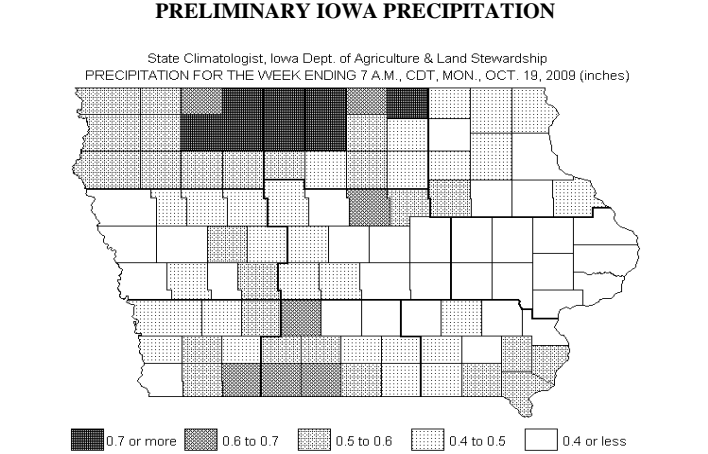 PRELIMINARY IOWA PRECIPITATION
State Climatologist, Iowa Dept. of Agriculture & Land Stewardship
PRECIPITATION FOR THE WEEK ENDING 7 A.M., CDT, MON., OCT. 19, 2009 (inches)
0.7 or more 0.6 to 0.7 0.5 to 0.6 0.4 to 0.5 0.4 or less